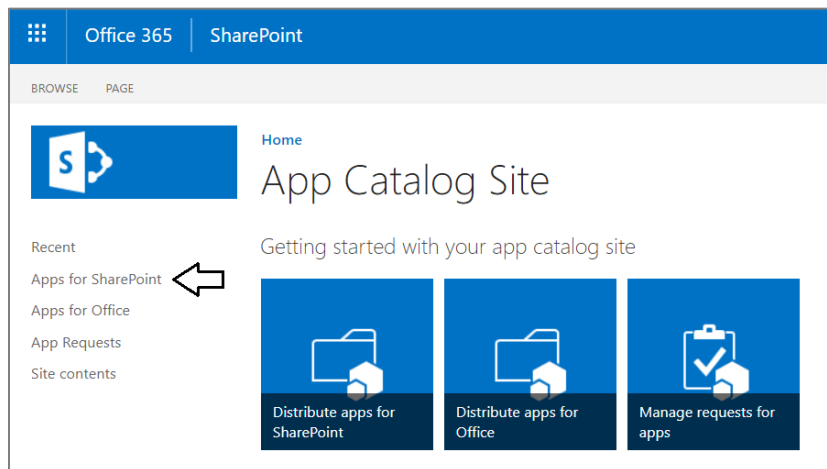 Office 365
SharePoint
BROWSE
PAGE
S
Home
App Catalog Site
Recent
Apps for SharePoint
Apps for Office
App Requests
Site contents
Getting started with your app catalog site
Distribute apps for
SharePoint
Distribute apps for
Office
Manage requests for
apps